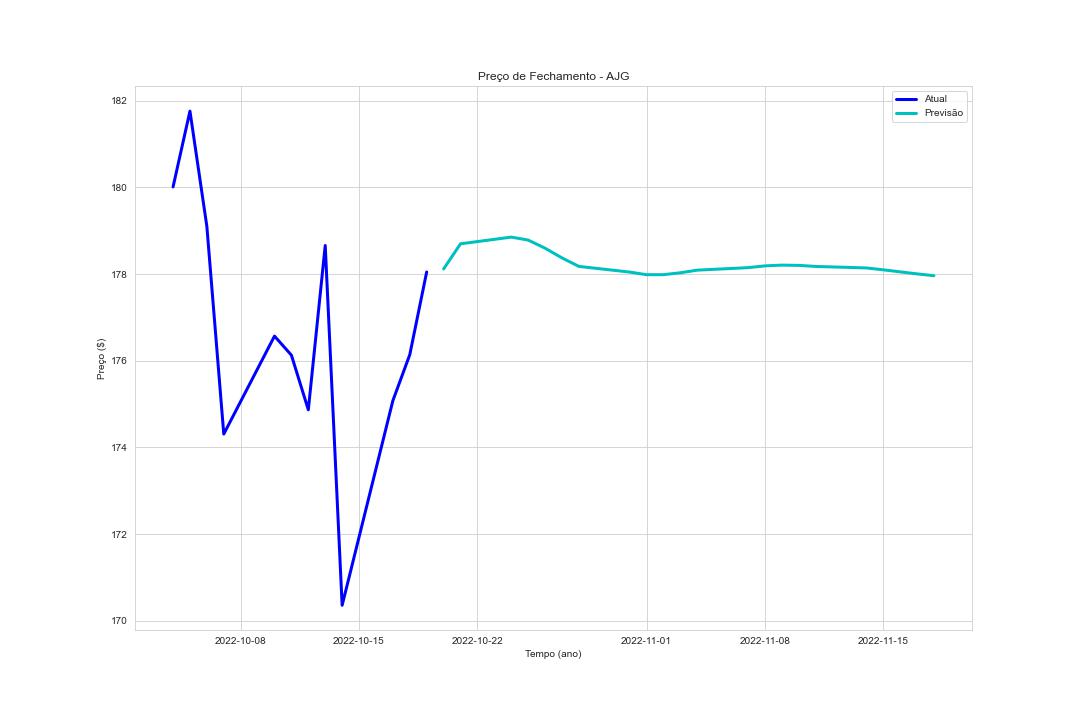 Preço de Fechamento - AJG
Atual
Previsão
182
180
178
176
174
172
170
Preço ($)
2022-10-08
2022-10-15
2022-10-22
2022-11-01
2022-11-08
2022-11-15
Tempo (ano)